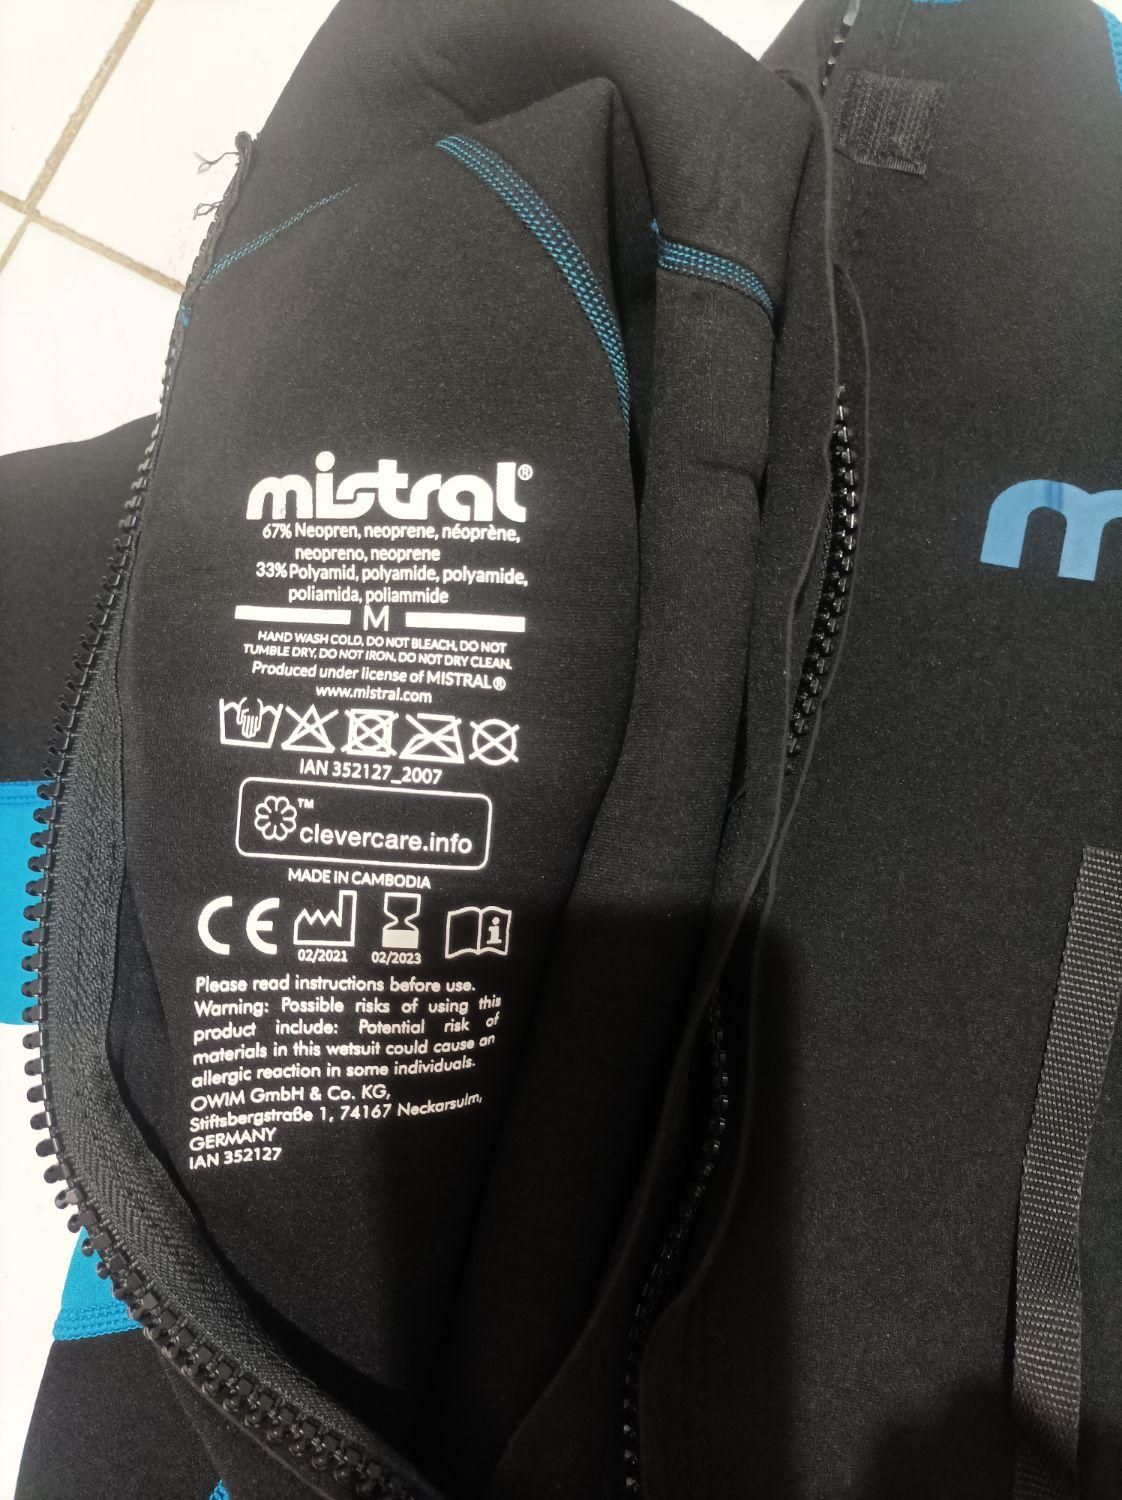 mistral®
67% Neopren, neoprene, néoprène,
neopreno, neoprene
33% Polyamid, polyamide, polyamide,
poliamida, poliammide
M
HAND WASH COLD, DO NOT BLEACH, DO NOT
TUMBLE DRY, DO NOT IRON, DO NOT DRY CLEAN.
Produced under license of MISTRAL®
www.mistral.com
IAN 352127_2007
™
clevercare.info
MADE IN CAMBODIA
CE
i
02/2021 02/2023
Please read instructions before use.
Warning: Possible risks of using this
product include: Potential risk of
materials in this wetsuit could cause an
allergic reaction in some individuals.
OWIM GmbH & Co. KG,
Stiftsbergstraße 1, 74167 Neckarsulm,
GERMANY
IAN 352127
m